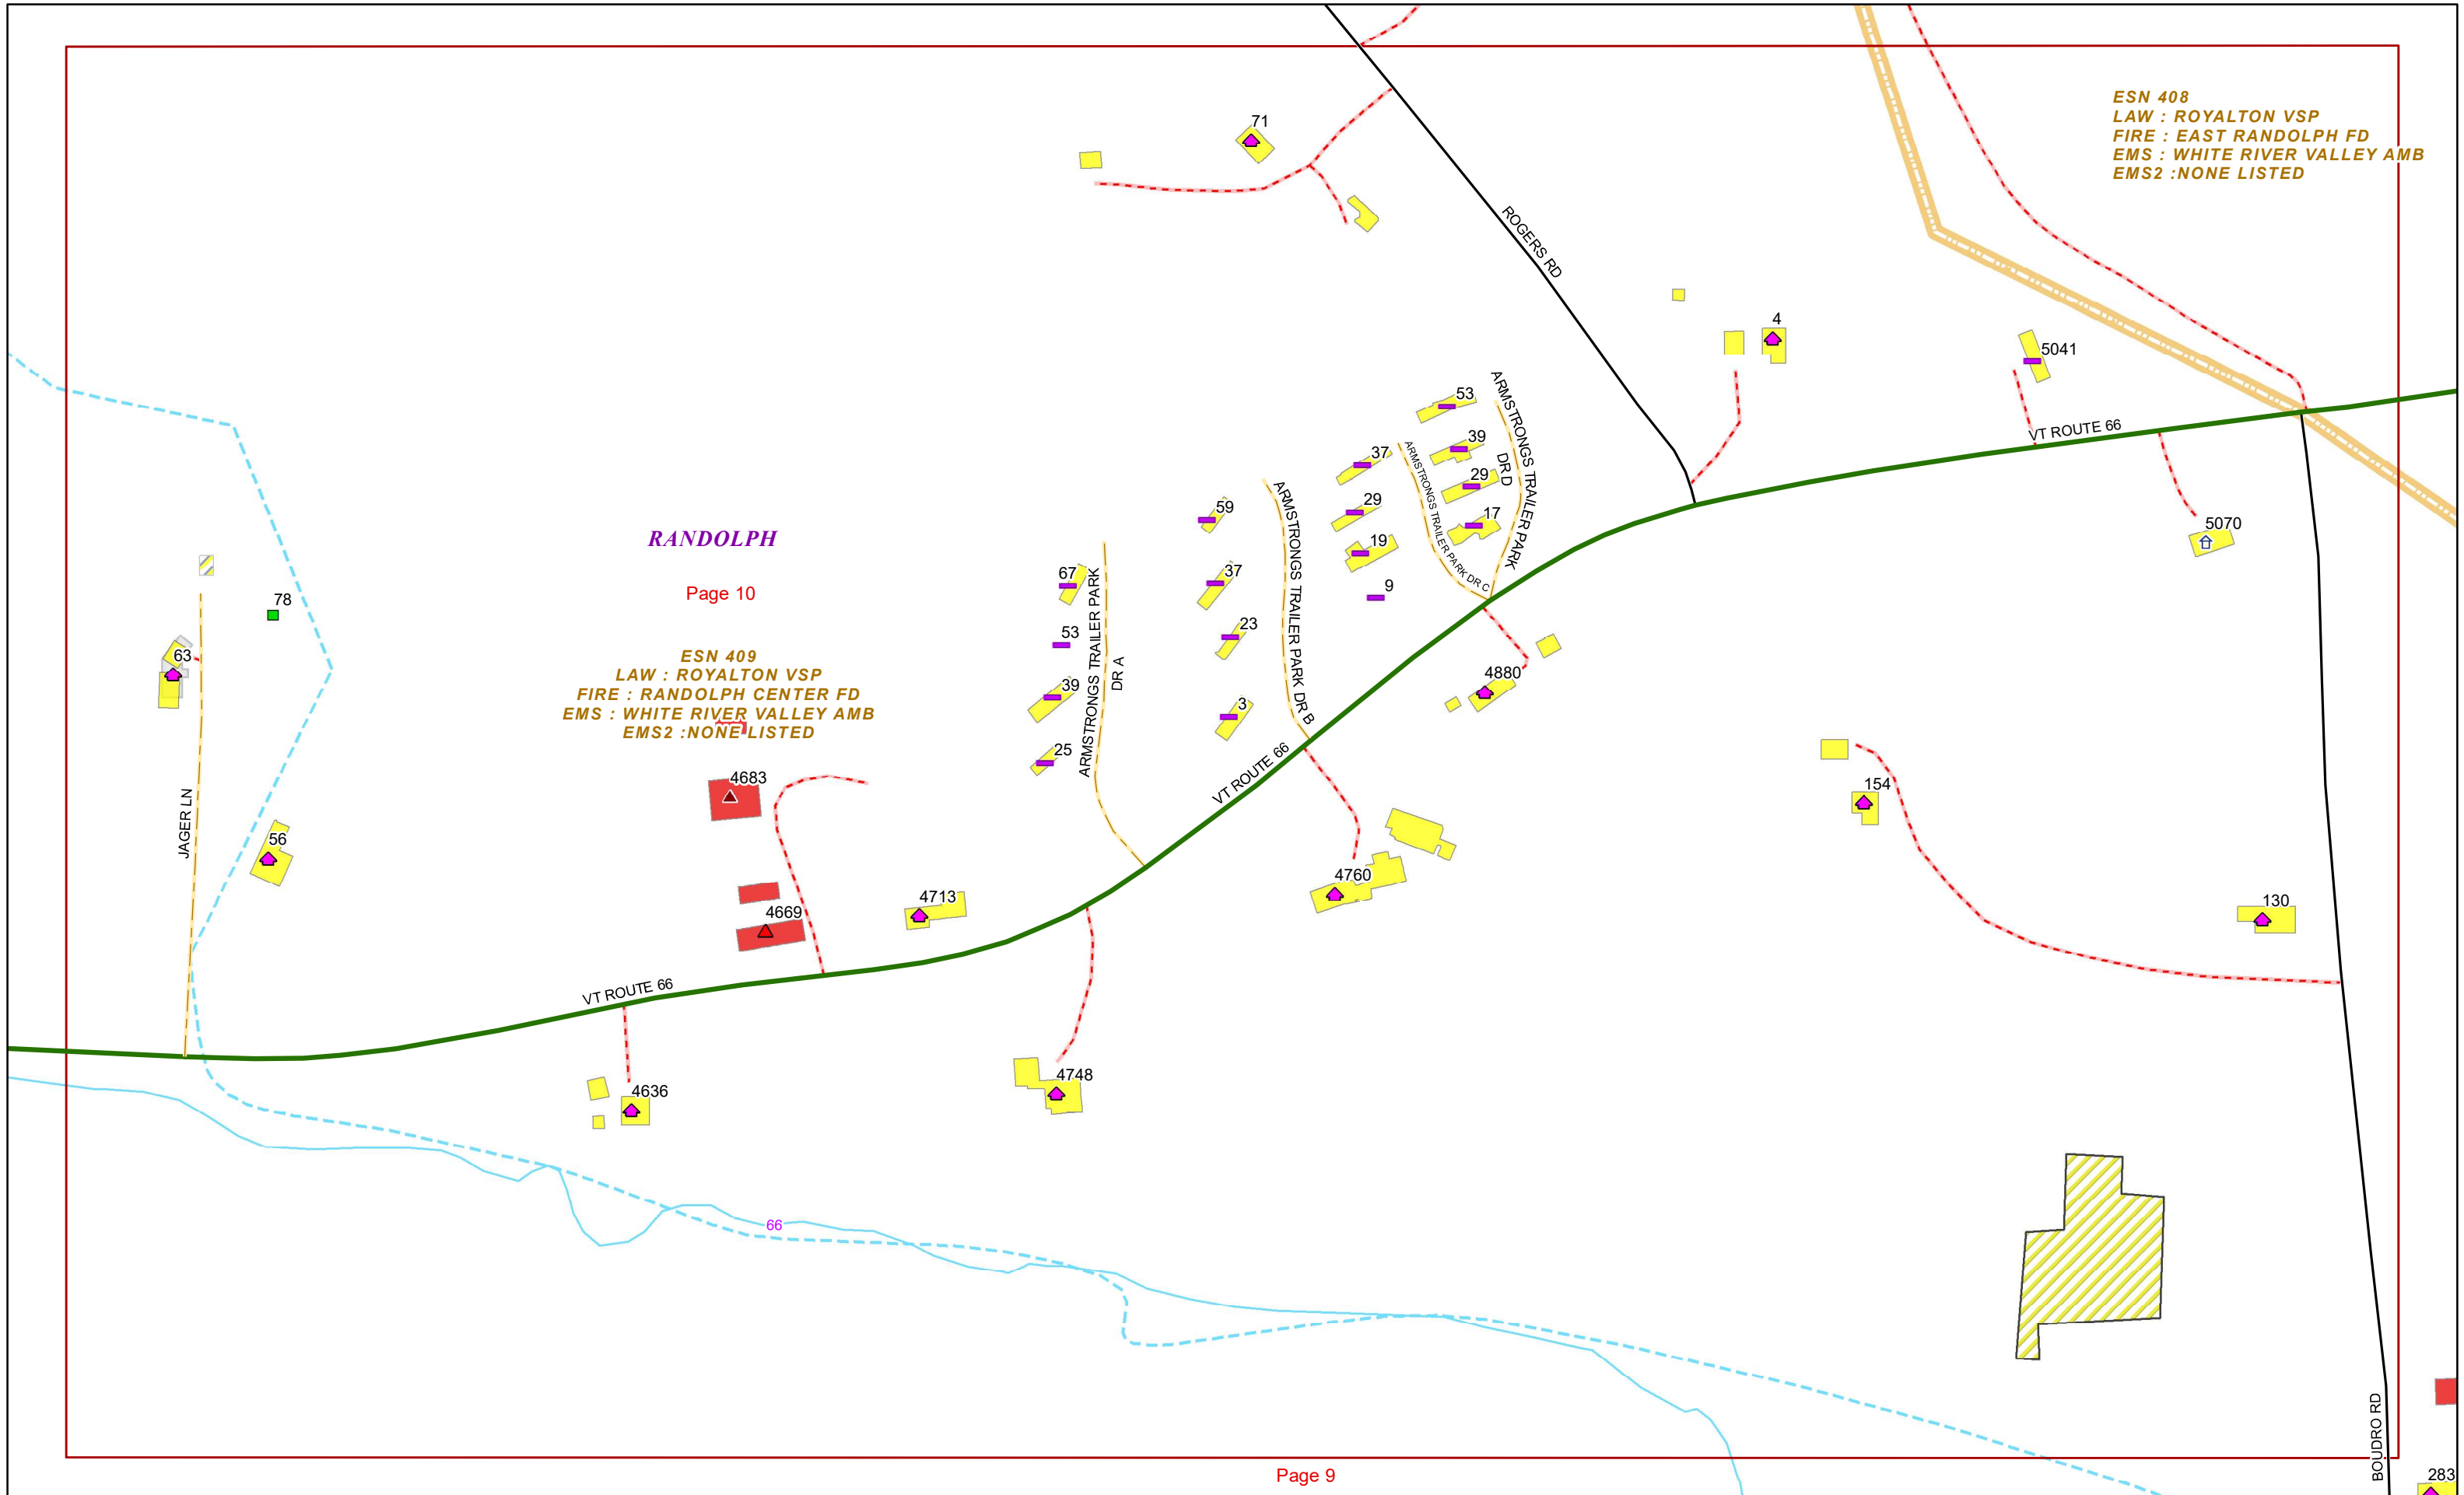 ESN 408
LAW : ROYALTON VSP
FIRE : EAST RANDOLPH FD
EMS : WHITE RIVER VALLEY AMB
EMS2 :NONE LISTED
71
ROGERS RD
4
5041
VT ROUTE 66
5070
53
39
29
17
ARMSTRONGS TRAILER PARK
DR D
37
29
19
9
ARMSTRONGS TRAILER PARK DR C
59
37
23
3
ARMSTRONGS TRAILER PARK DR B
67
53
39
25
ARMSTRONGS TRAILER PARK
DR A
RANDOLPH
Page 10
ESN 409
LAW : ROYALTON VSP
FIRE : RANDOLPH CENTER FD
EMS : WHITE RIVER VALLEY AMB
EMS2 :NONE LISTED
78
63
JAGER LN
56
4683
4669
4713
VT ROUTE 66
4880
4760
154
130
VT ROUTE 66
4636
4748
66
BOUDRO RD
Page 9
283